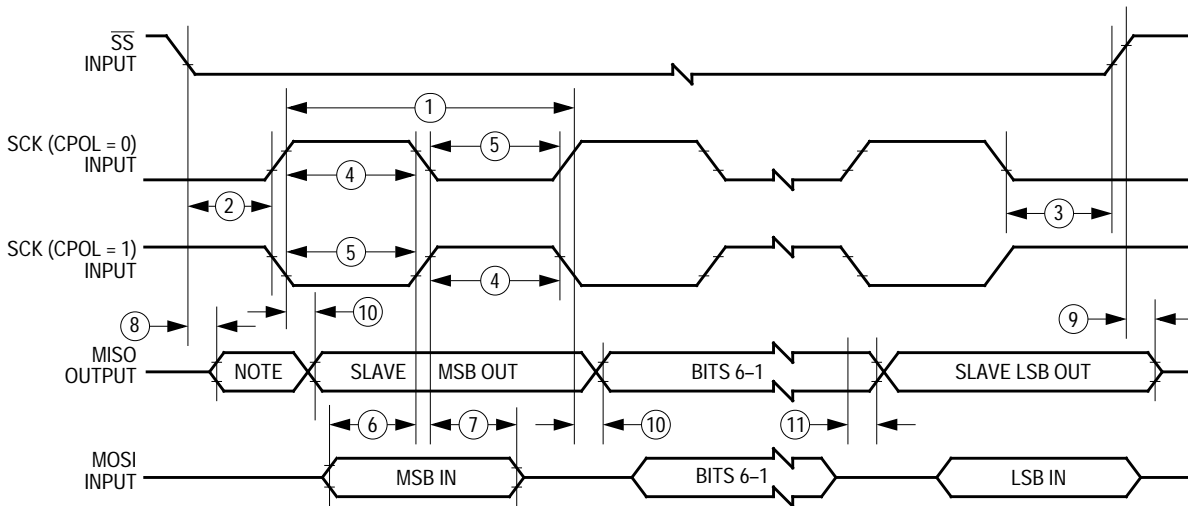 SS
INPUT
1
SCK (CPOL = 0)
INPUT
5
4
2
3
SCK (CPOL = 1)
INPUT
5
4
8
10
9
MISO
OUTPUT
NOTE
SLAVE MSB OUT
BITS 6–1
SLAVE LSB OUT
6
7
10
11
MOSI
INPUT
MSB IN
BITS 6–1
LSB IN